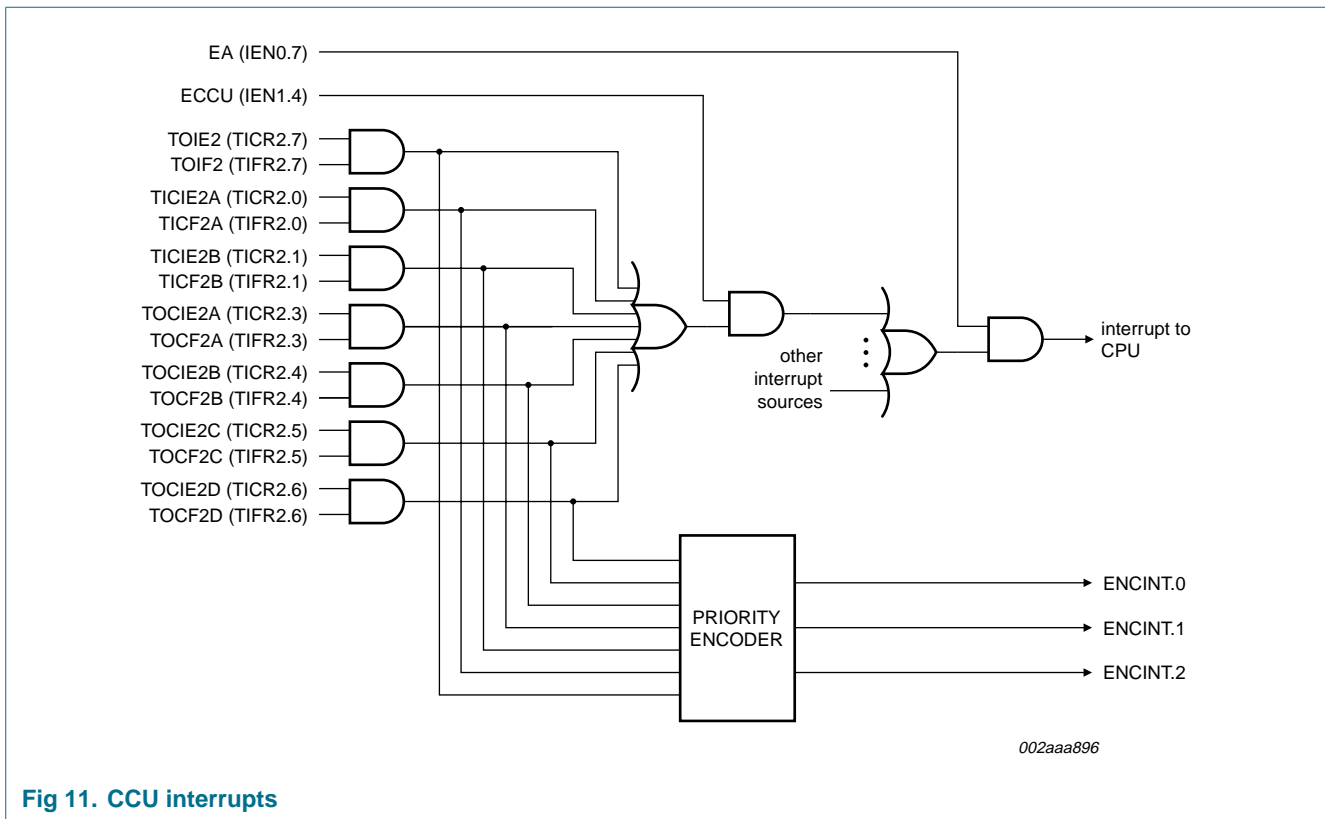 EA (IEN0.7)
ECCU (IEN1.4)
TOIE2 (TICR2.7)
TOIF2 (TIFR2.7)
TICIE2A (TICR2.0)
TICF2A (TIFR2.0)
TICIE2B (TICR2.1)
TICF2B (TIFR2.1)
TOCIE2A (TICR2.3)
TOCF2A (TIFR2.3)
TOCIE2B (TICR2.4)
TOCF2B (TIFR2.4)
TOCIE2C (TICR2.5)
TOCF2C (TIFR2.5)
TOCIE2D (TICR2.6)
TOCF2D (TIFR2.6)
other
interrupt
sources
interrupt to
CPU
PRIORITY
ENCODER
ENCINT.0
ENCINT.1
ENCINT.2
002aaa896
Fig 11. CCU interrupts